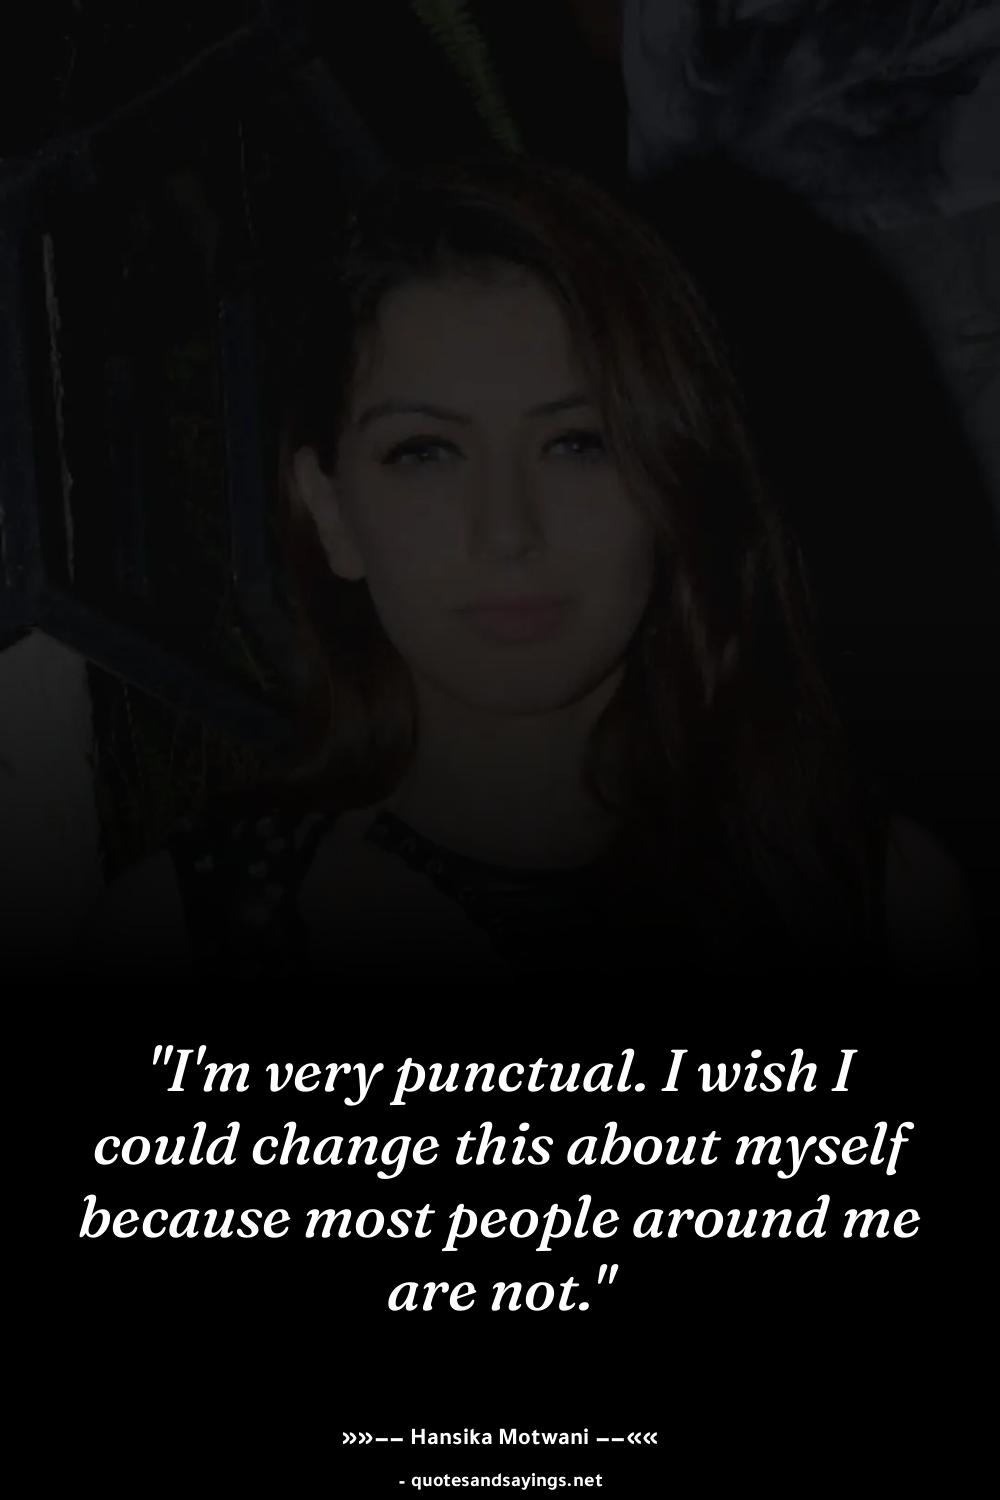 "I'm very punctual. I wish I
could change this about myself
because most people around me
are not."
»»−− Hansika Motwani −−««
- quotesandsayings.net